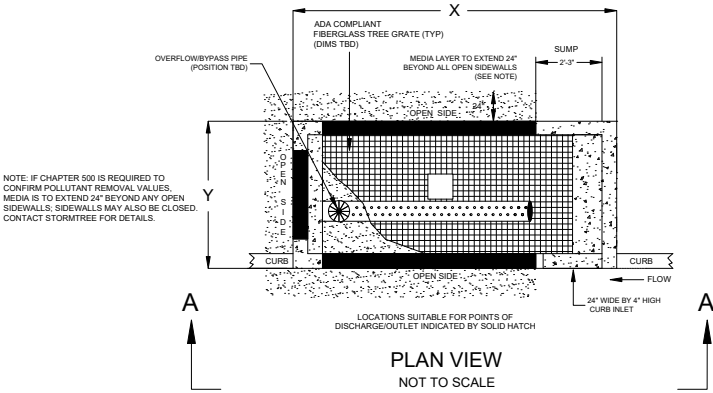 X
ADA COMPLIANT
FIBERGLASS TREE GRATE (TYP)
(DIMS TBD)
OVERFLOW/BYPASS PIPE
(POSITION TBD)
MEDIA LAYER TO EXTEND 24"
BEYOND ALL OPEN SIDEWALLS
(SEE NOTE)
SUMP
2'-3"
24"
OPEN SIDE
NOTE: IF CHAPTER 500 IS REQUIRED TO
CONFIRM POLLUTANT REMOVAL VALUES,
MEDIA IS TO EXTEND 24" BEYOND ANY OPEN
SIDEWALLS; SIDEWALLS MAY ALSO BE CLOSED.
CONTACT STORMTREE FOR DETAILS.
Y
OPEN SIDE
CURB
CURB
OPEN SIDE
FLOW
24" WIDE BY 4" HIGH
CURB INLET
A
A
LOCATIONS SUITABLE FOR POINTS OF
DISCHARGE/OUTLET INDICATED BY SOLID HATCH
PLAN VIEW
NOT TO SCALE